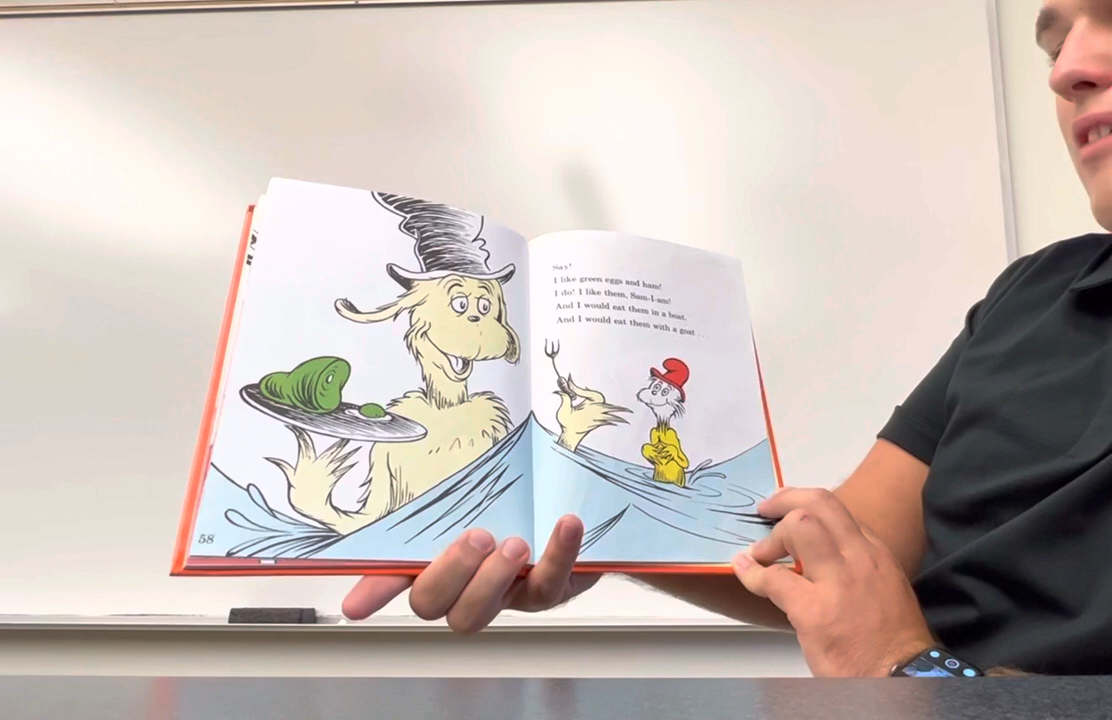 Say!
I like green eggs and ham!
I do! I like them, Sam-I-am!
And I would eat them in a boat.
And I would eat them with a goat . . .
58